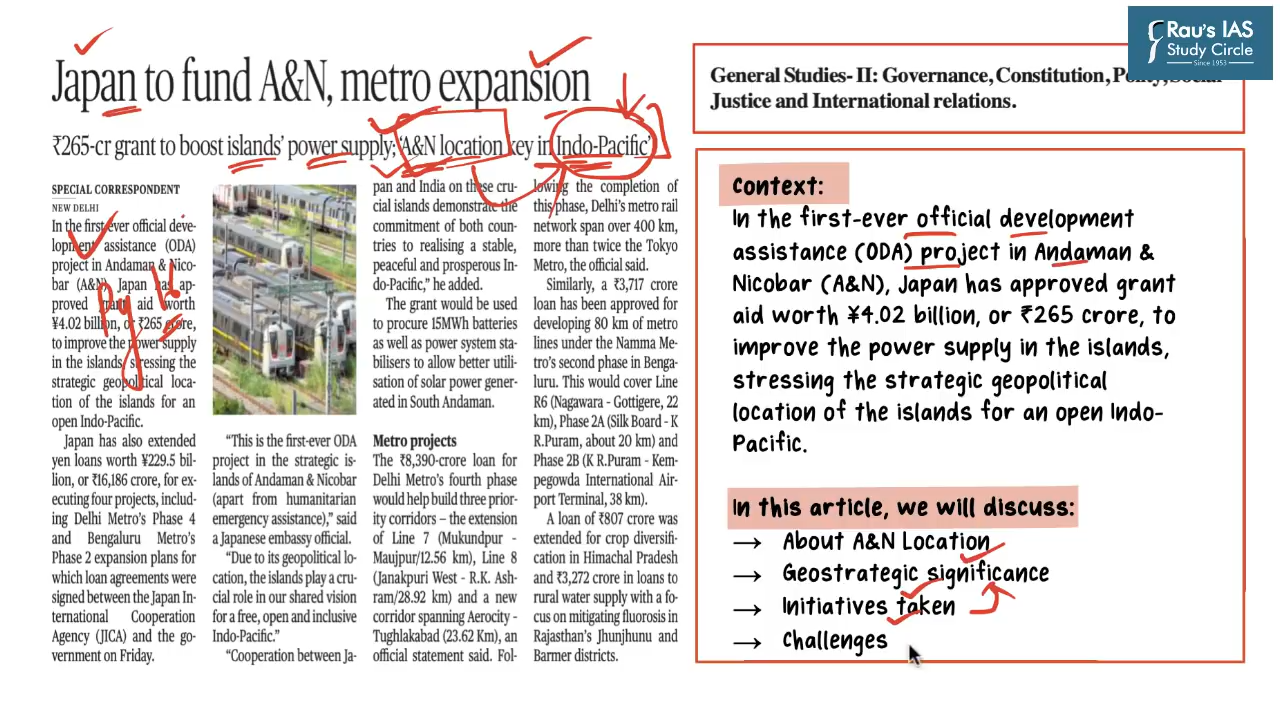 Rau's IAS
Study Circle
Since 1953
Japan to fund A&N, metro expansion
₹265-cr grant to boost islands' power supply; 'A&N location key in Indo-Pacific'
SPECIAL CORRESPONDENT
NEW DELHI
In the first-ever official deve-
lopment assistance (ODA)
project in Andaman & Nico-
bar (A&N), Japan has ap-
proved grant aid worth
¥4.02 billion, or ₹265 crore,
to improve the power supply
in the islands, stressing the
strategic geopolitical loca-
tion of the islands for an
open Indo-Pacific.
Japan has also extended
yen loans worth ¥229.5 bil-
lion, or ₹16,186 crore, for ex-
ecuting four projects, includ-
ing Delhi Metro's Phase 4
and Bengaluru Metro's
Phase 2 expansion plans for
which loan agreements were
signed between the Japan In-
ternational Cooperation
Agency (JICA) and the go-
vernment on Friday.
"This is the first-ever ODA
project in the strategic is-
lands of Andaman & Nicobar
(apart from humanitarian
emergency assistance)," said
a Japanese embassy official.
"Due to its geopolitical lo-
cation, the islands play a cru-
cial role in our shared vision
for a free, open and inclusive
Indo-Pacific."
"Cooperation between Ja-
pan and India on these cru-
cial islands demonstrate the
commitment of both coun-
tries to realising a stable,
peaceful and prosperous In-
do-Pacific," he added.
The grant would be used
to procure 15MWh batteries
as well as power system sta-
bilisers to allow better utili-
sation of solar power gener-
ated in South Andaman.
Metro projects
The ₹8,390-crore loan for
Delhi Metro's fourth phase
would help build three prior-
ity corridors – the extension
of Line 7 (Mukundpur -
Maujpur/12.56 km), Line 8
(Janakpuri West - R.K. Ash-
ram/28.92 km) and a new
corridor spanning Aerocity -
Tughlakabad (23.62 Km), an
official statement said. Fol-
lowing the completion of
this phase, Delhi's metro rail
network span over 400 km,
more than twice the Tokyo
Metro, the official said.
Similarly, a ₹3,717 crore
loan has been approved for
developing 80 km of metro
lines under the Namma Me-
tro's second phase in Benga-
luru. This would cover Line
R6 (Nagawara - Gottigere, 22
km), Phase 2A (Silk Board - K
R.Puram, about 20 km) and
Phase 2B (K R.Puram - Kem-
pegowda International Air-
port Terminal, 38 km).
A loan of ₹807 crore was
extended for crop diversifi-
cation in Himachal Pradesh
and ₹3,272 crore in loans to
rural water supply with a fo-
cus on mitigating fluorosis in
Rajasthan's Jhunjhunu and
Barmer districts.
General Studies- II: Governance, Constitution, Polity, Social
Justice and International relations.
Context:
In the first-ever official development
assistance (ODA) project in Andaman &
Nicobar (A&N), Japan has approved grant
aid worth ¥4.02 billion, or ₹265 crore, to
improve the power supply in the islands,
stressing the strategic geopolitical
location of the islands for an open Indo-
Pacific.
In this article, we will discuss:
→ About A&N Location
→ Geostrategic significance
→ Initiatives taken
→ Challenges